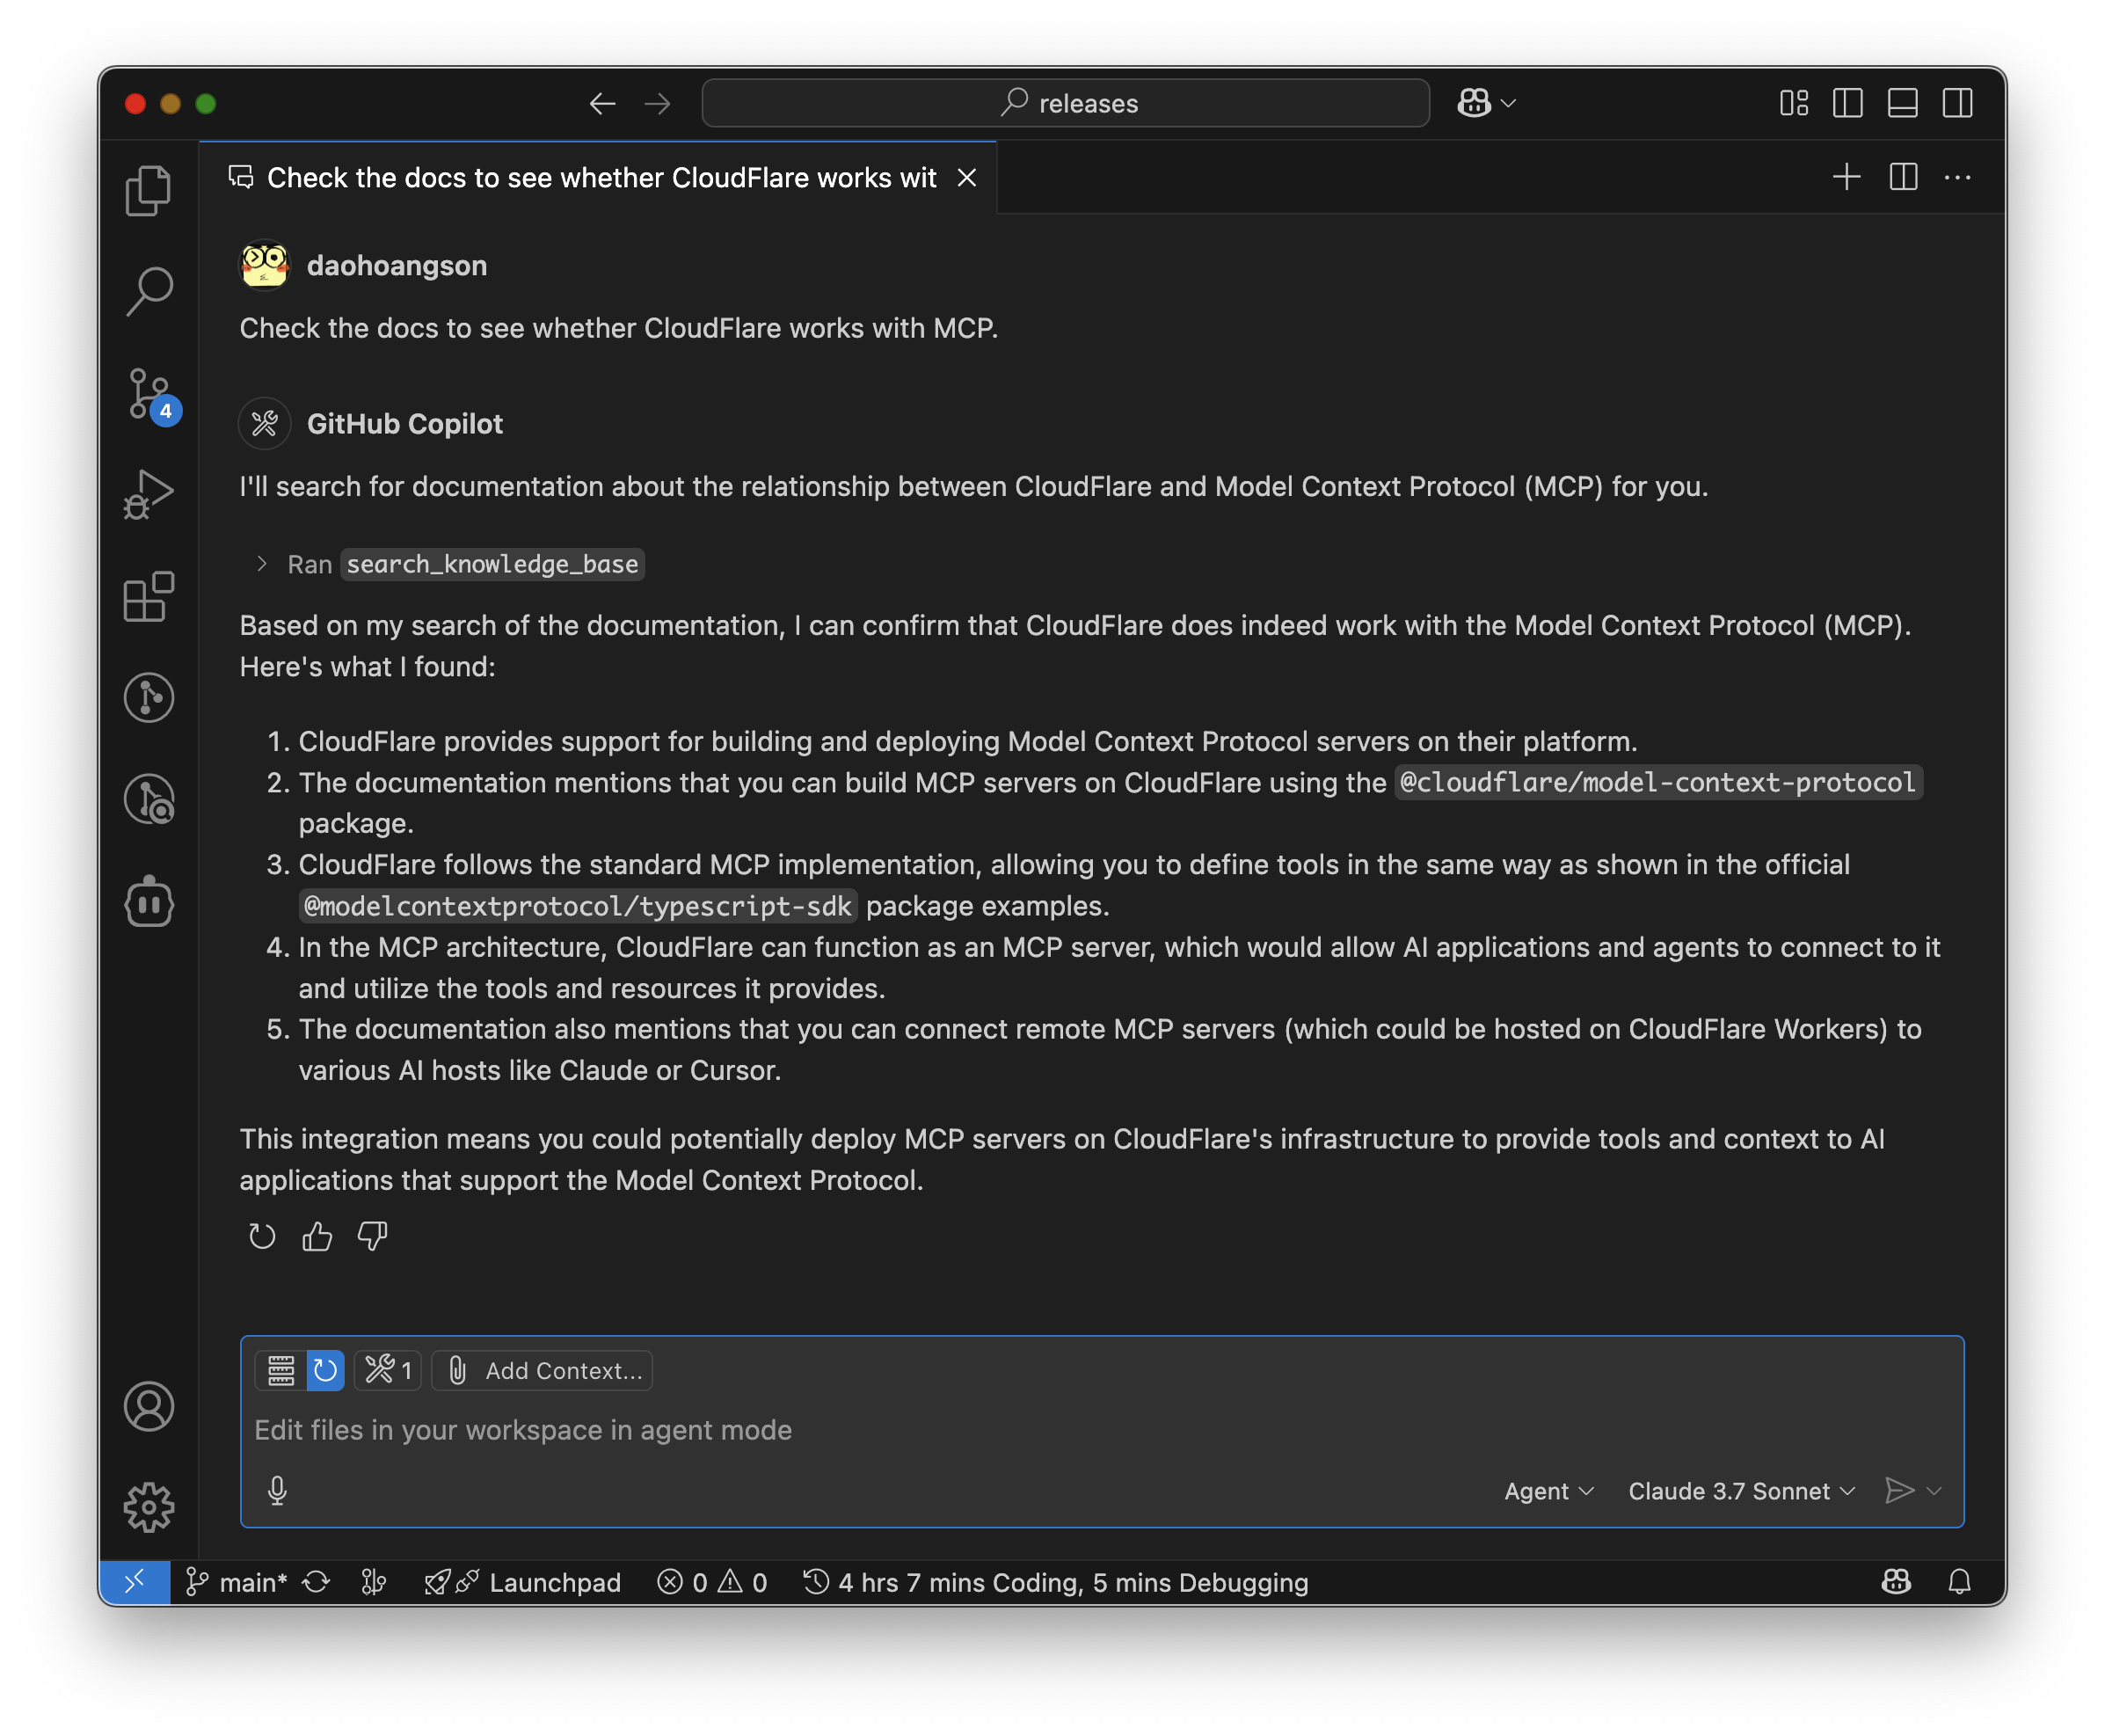 releases
Check the docs to see whether CloudFlare works wit
daohoangson
Check the docs to see whether CloudFlare works with MCP.
GitHub Copilot
I'll search for documentation about the relationship between CloudFlare and Model Context Protocol (MCP) for you.
Ran search_knowledge_base
Based on my search of the documentation, I can confirm that CloudFlare does indeed work with the Model Context Protocol (MCP).
Here's what I found:
1. CloudFlare provides support for building and deploying Model Context Protocol servers on their platform.
2. The documentation mentions that you can build MCP servers on CloudFlare using the @cloudflare/model-context-protocol
package.
3. CloudFlare follows the standard MCP implementation, allowing you to define tools in the same way as shown in the official
@modelcontextprotocol/typescript-sdk package examples.
4. In the MCP architecture, CloudFlare can function as an MCP server, which would allow AI applications and agents to connect to it
and utilize the tools and resources it provides.
5. The documentation also mentions that you can connect remote MCP servers (which could be hosted on CloudFlare Workers) to
various AI hosts like Claude or Cursor.
This integration means you could potentially deploy MCP servers on CloudFlare's infrastructure to provide tools and context to AI
applications that support the Model Context Protocol.
1 Add Context...
Edit files in your workspace in agent mode
Agent Claude 3.7 Sonnet
4
main* Launchpad 0 0 4 hrs 7 mins Coding, 5 mins Debugging